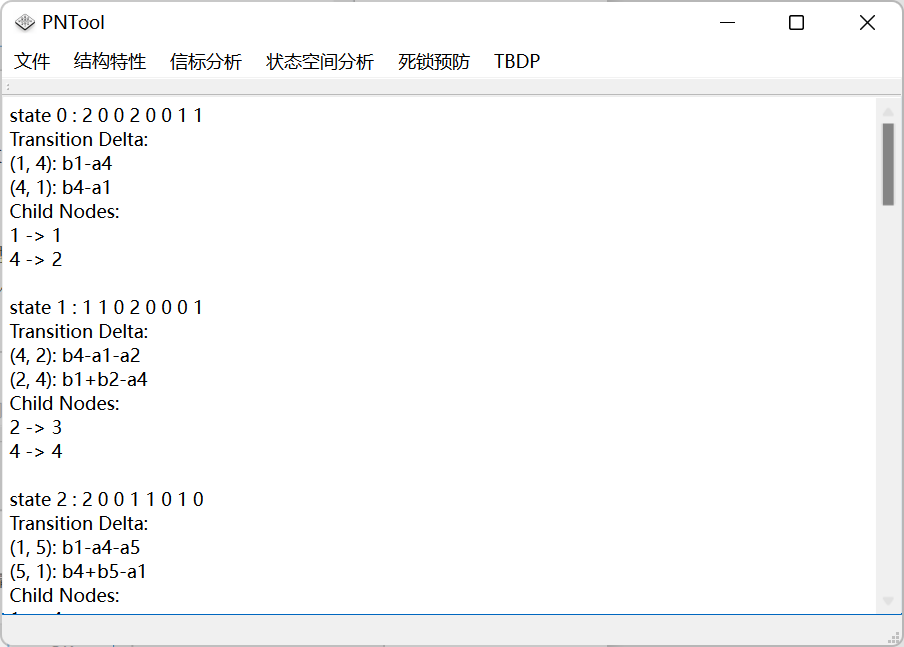 PNTool
文件 结构特性 信标分析 状态空间分析 死锁预防 TBDP
state 0 : 2 0 0 2 0 0 1 1
Transition Delta:
(1, 4): b1-a4
(4, 1): b4-a1
Child Nodes:
1 -> 1
4 -> 2
state 1 : 1 1 0 2 0 0 0 1
Transition Delta:
(4, 2): b4-a1-a2
(2, 4): b1+b2-a4
Child Nodes:
2 -> 3
4 -> 4
state 2 : 2 0 0 1 1 0 1 0
Transition Delta:
(1, 5): b1-a4-a5
(5, 1): b4+b5-a1
Child Nodes: